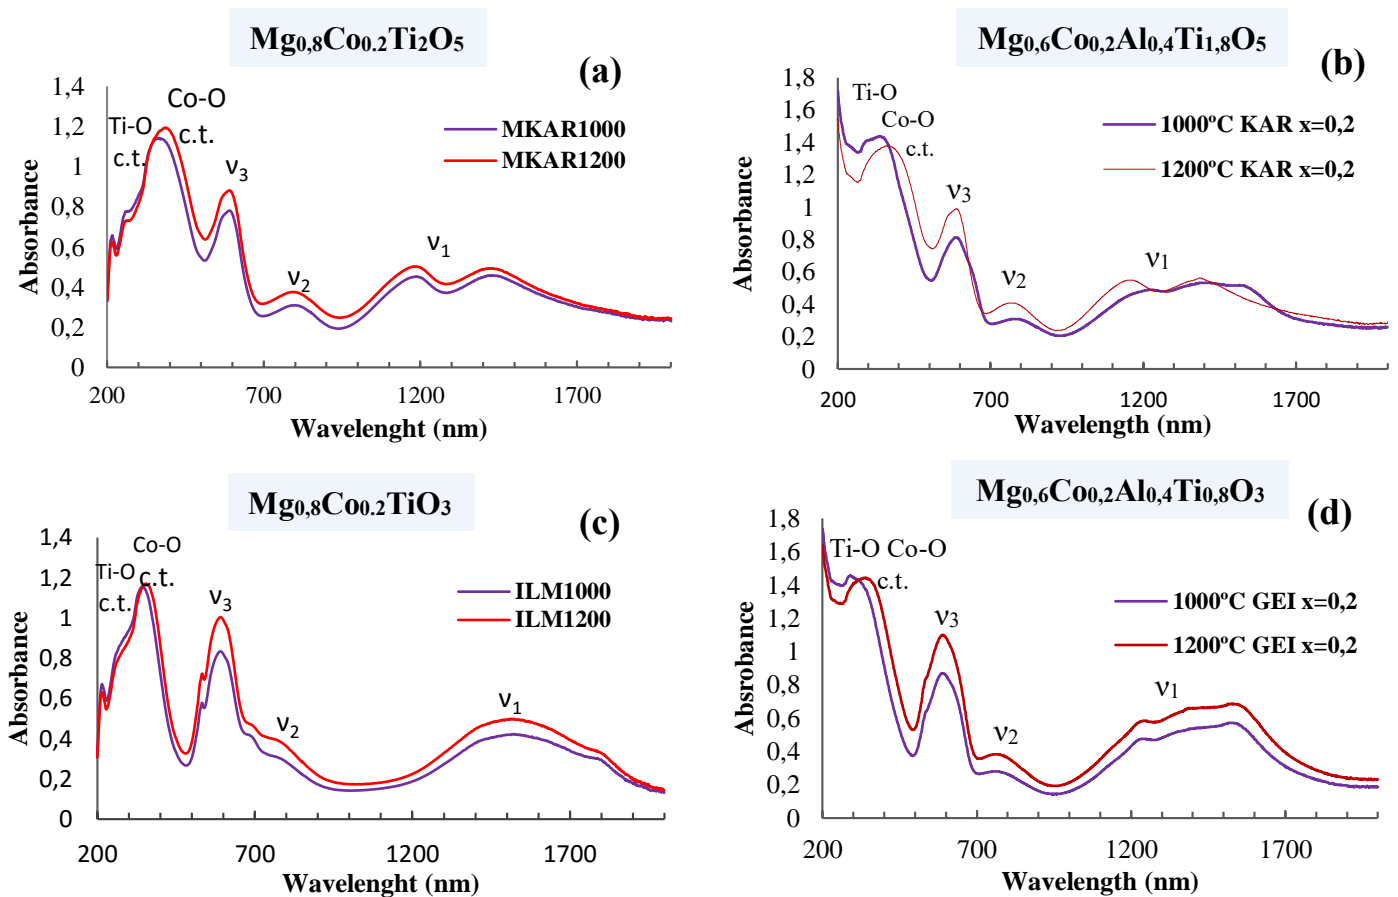 Mg0,8Co0.2Ti2O5
(a)
1,4
1,2
1
0,8
0,6
0,4
0,2
0
200
700
1200
1700
Absorbance
Wavelenght (nm)
Ti-O
c.t.
Co-O
c.t.
ν3
ν2
ν1
MKAR1000
MKAR1200
Mg0,6Co0,2Al0,4Ti1,8O5
(b)
1,8
1,6
1,4
1,2
1
0,8
0,6
0,4
0,2
0
200
700
1200
1700
Absorbance
Wavelength (nm)
Ti-O
Co-O
c.t.
ν3
ν2
ν1
1000ºC KAR x=0,2
1200ºC KAR x=0,2
Mg0,8Co0.2TiO3
(c)
1,4
1,2
1
0,8
0,6
0,4
0,2
0
200
700
1200
1700
Absorbance
Wavelenght (nm)
Co-O
Ti-O
c.t.
c.t.
ν3
ν2
ν1
ILM1000
ILM1200
Mg0,6Co0,2Al0,4Ti0,8O3
(d)
1,8
1,6
1,4
1,2
1
0,8
0,6
0,4
0,2
0
200
700
1200
1700
Absrobance
Wavelength (nm)
Ti-O Co-O
c.t.
ν3
ν2
ν1
1000ºC GEI x=0,2
1200ºC GEI x=0,2